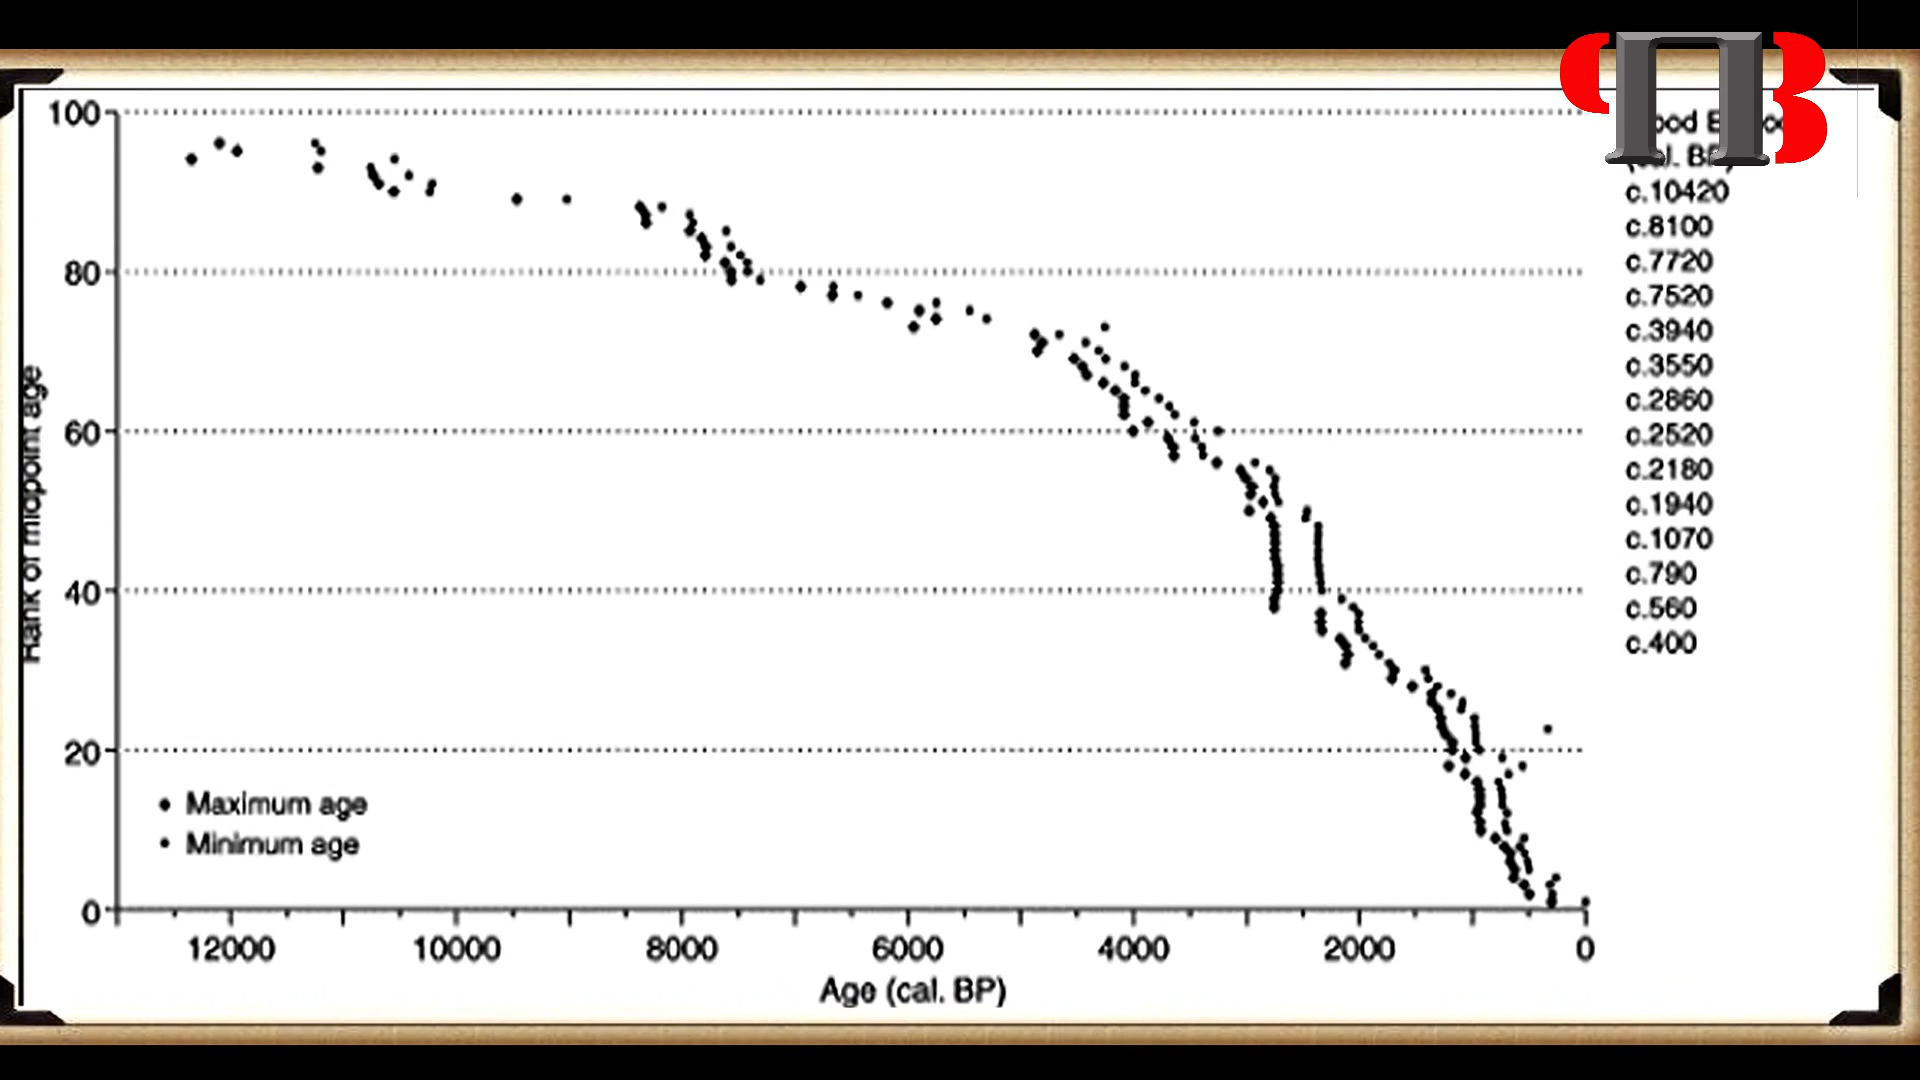 100
80
60
40
20
0
Rank of midpoint age
Maximum age
Minimum age
12000 10000 8000 6000 4000 2000 0
Age (cal. BP)
c.10420
c.8100
c.7720
c.7520
c.3940
c.3550
c.2860
c.2520
c.2180
c.1940
c.1070
c.790
c.560
c.400
ПВ